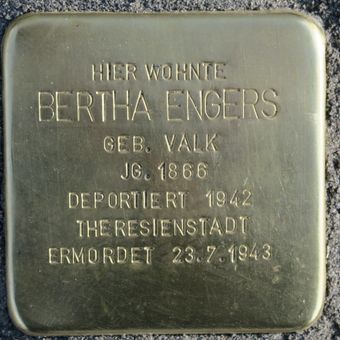 HIER WOHNTE
BERTHA ENGERS
GEB. VALK
JG. 1866
DEPORTIERT 1942
THERESIENSTADT
ERMORDET 23.7.1943